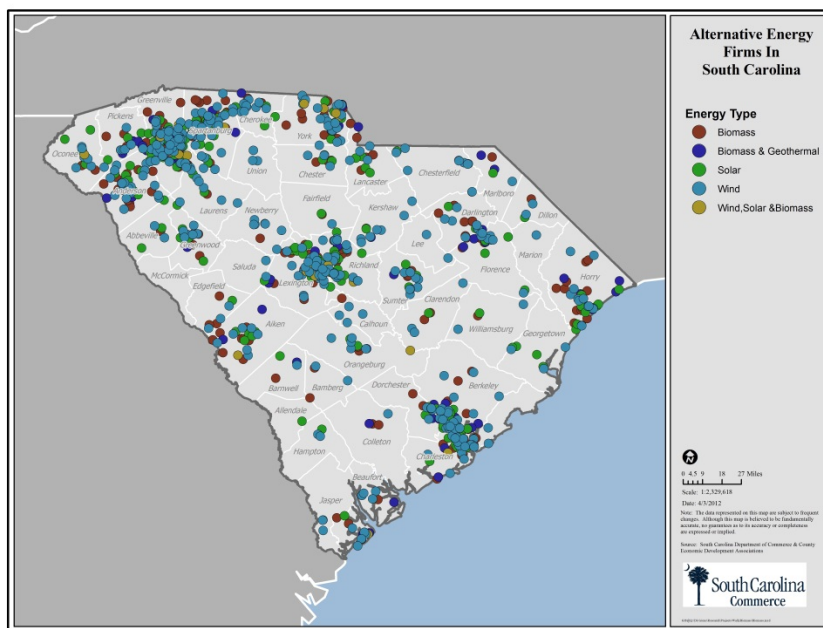 Alternative Energy
Firms In
South Carolina
Energy Type
Biomass
Biomass & Geothermal
Solar
Wind
Wind,Solar &Biomass
Greenville
Pickens
Cherokee
Spartanburg
York
Oconee
Union
Chester
Lancaster
Chesterfield
Marlboro
Anderson
Laurens
Newberry
Fairfield
Kershaw
Darlington
Dillon
Abbeville
Greenwood
Lee
Marion
McCormick
Saluda
Richland
Florence
Horry
Edgefield
Lexington
Sumter
Clarendon
Aiken
Calhoun
Williamsburg
Georgetown
Orangeburg
Barnwell
Bamberg
Dorchester
Berkeley
Allendale
Colleton
Hampton
Charleston
Beaufort
Jasper
0 4.5 9 18 27 Miles
Scale: 1:2,329,618
Date: 4/3/2012
Note: The data represented on this map are subject to frequent
changes. Although this map is believed to be fundamentally
accurate, no guarantees as to its accuracy or completeness
are expressed or implied.
Source: South Carolina Department of Commerce & County
Economic Development Associations
South Carolina
Commerce